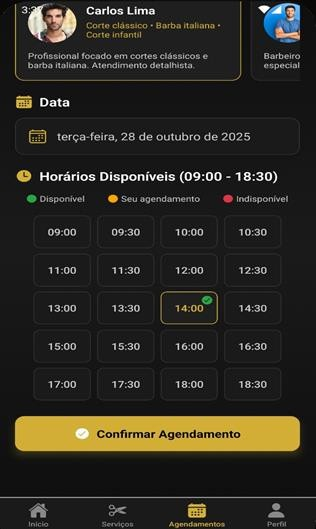 Carlos Lima
Corte clássico • Barba italiana •
Corte infantil
Profissional focado em cortes clássicos e
barba italiana. Atendimento detalhista.
Barbeiro
especial
Data
terça-feira, 28 de outubro de 2025
Horários Disponíveis (09:00 - 18:30)
Disponível
Seu agendamento
Indisponível
09:00 09:30 10:00 10:30
11:00 11:30 12:00 12:30
13:00 13:30 14:00 14:30
15:00 15:30 16:00 16:30
17:00 17:30 18:00 18:30
Confirmar Agendamento
Início Serviços Agendamentos Perfil